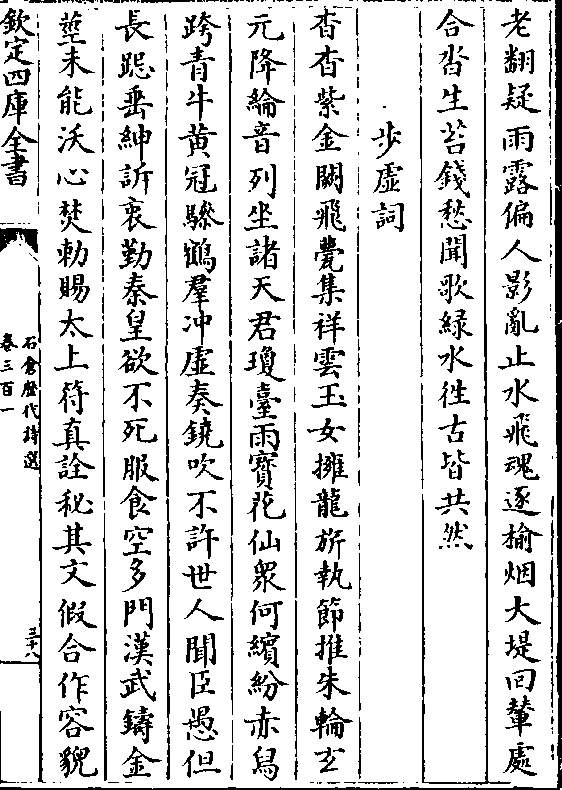 老翻疑雨露偏人影亂止水飛魂逐榆烟大堤回輦處
合沓生苔錢愁聞歌緑水徃古皆共然
步虛詞
杳杳紫金闕飛甍集祥雲玉女擁龍旂執節推朱輪玄
元降綸音列坐諸天君瓊臺雨寳花仙衆何繽紛赤舄
跨青牛黄冠驂鶴羣冲虛奏鐃吹不許世人聞臣愚但
長跽垂紳訴衷勤秦皇欲不死服食空多門漢武鑄金
莖未能沃心焚勅賜太上符真詮秘其文假合作容貌
欽定四庫全書
石倉歴代詩選
卷三百一
三十八